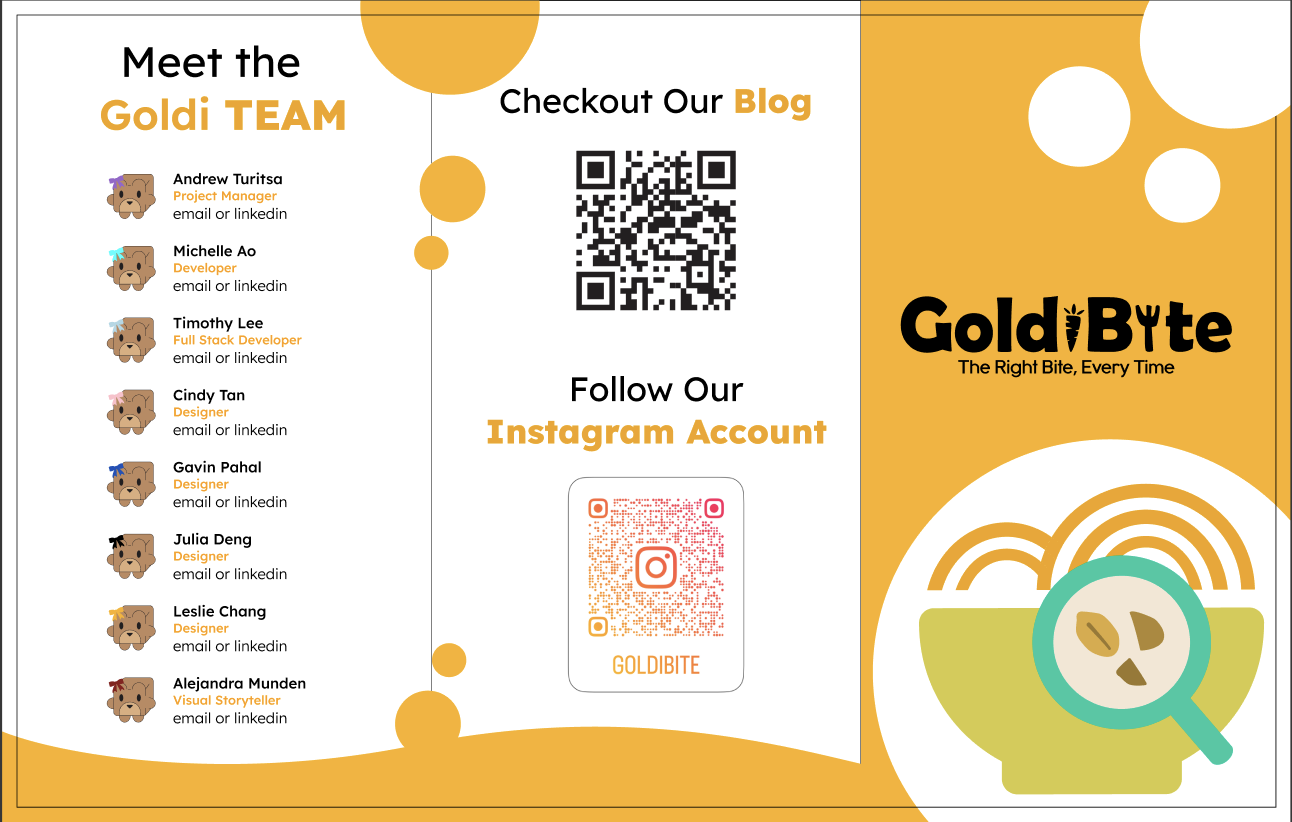 Meet the
Goldi TEAM
Andrew Turitsa
Project Manager
email or linkedin
Michelle Ao
Developer
email or linkedin
Timothy Lee
Full Stack Developer
email or linkedin
Cindy Tan
Designer
email or linkedin
Gavin Pahal
Designer
email or linkedin
Julia Deng
Designer
email or linkedin
Leslie Chang
Designer
email or linkedin
Alejandra Munden
Visual Storyteller
email or linkedin
Checkout Our Blog
Follow Our
Instagram Account
GOLDIBITE
GoldiBite
The Right Bite, Every Time